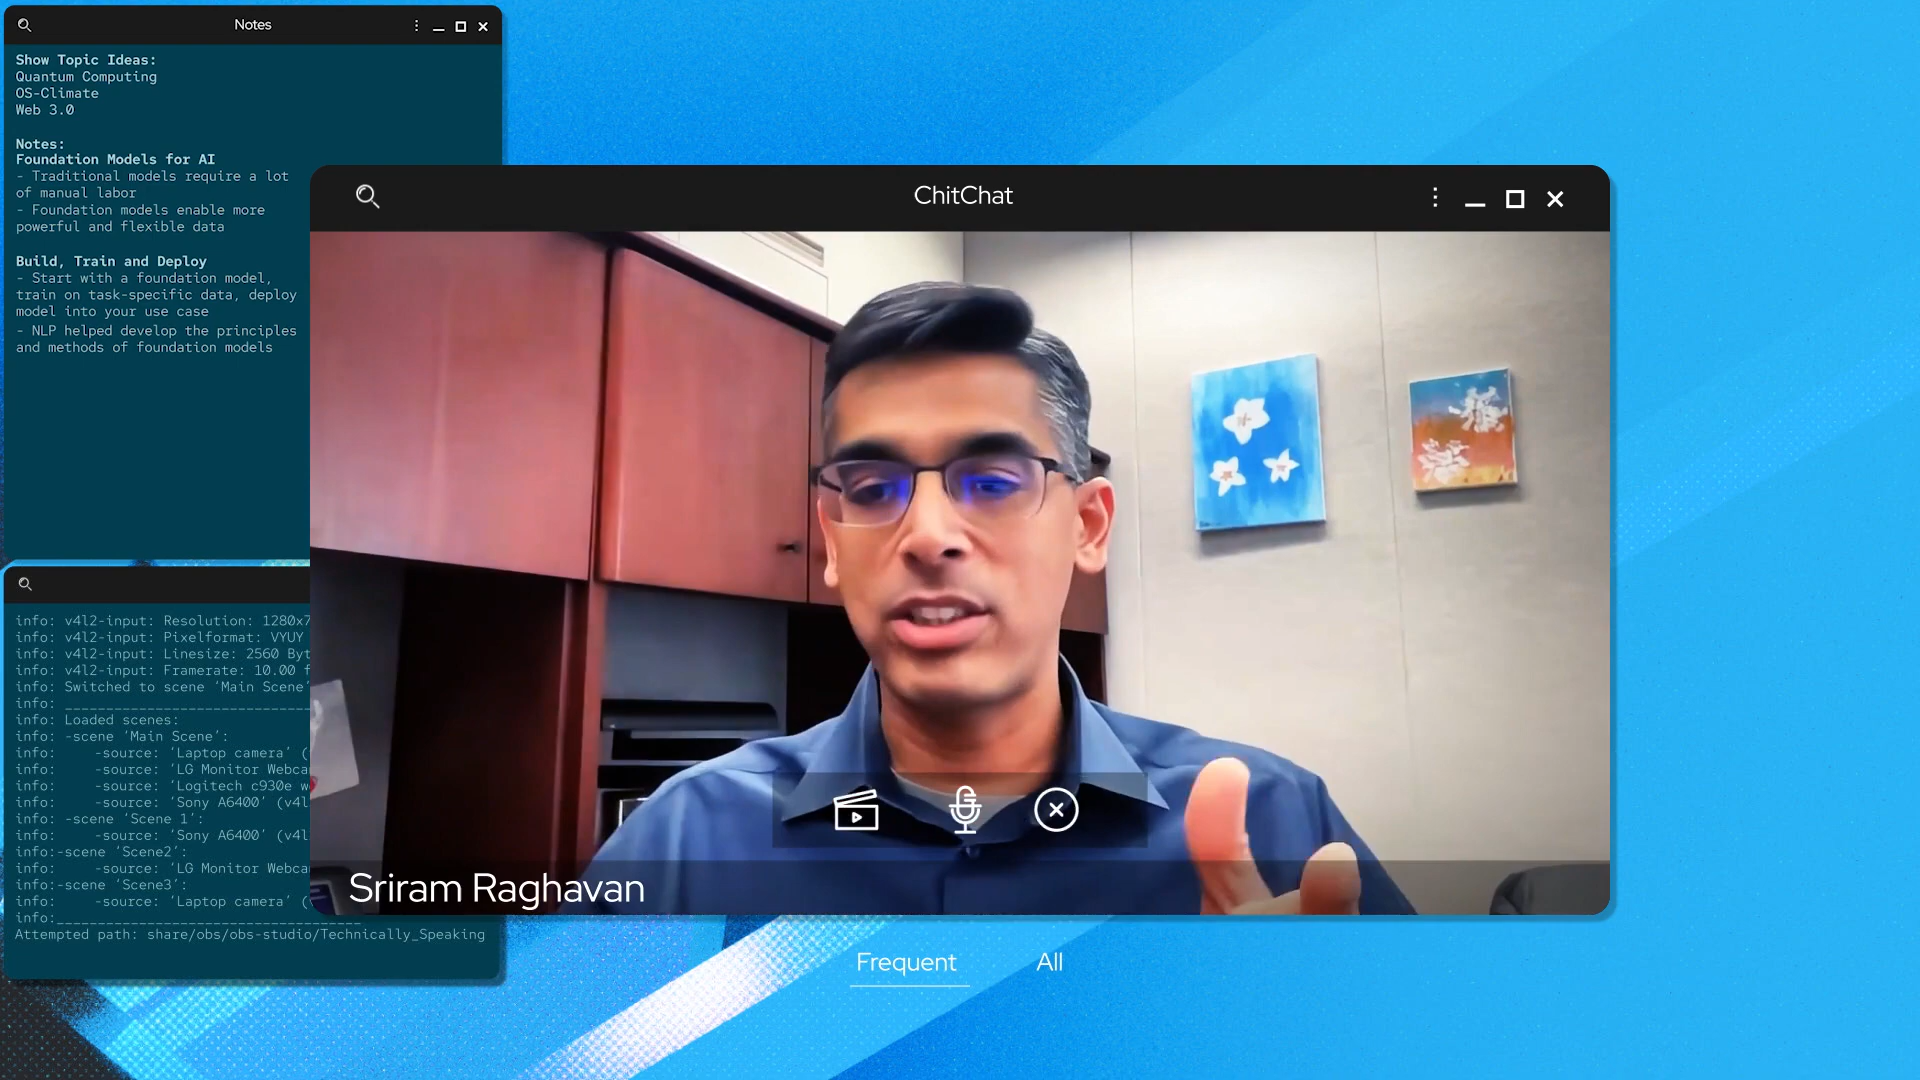 Notes
Show Topic Ideas:
Quantum Computing
OS-Climate
Web 3.0
Notes:
Foundation Models for AI
- Traditional models require a lot
of manual labor
- Foundation models enable more
powerful and flexible data
Build, Train and Deploy
- Start with a foundation model,
train on task-specific data, deploy
model into your use case
- NLP helped develop the principles
and methods of foundation models
ChitChat
Sriram Raghavan
info: v4l2-input: Resolution: 1280x7
info: v4l2-input: Pixelformat: VYUY
info: v4l2-input: Linesize: 2560 Byt
info: v4l2-input: Framerate: 10.00 f
info: Switched to scene ‘Main Scene’
info: ______________________________
info: Loaded scenes:
info: -scene ‘Main Scene’:
info: -source: ‘Laptop camera’ (
info: -source: ‘LG Monitor Webca
info: -source: ‘Logitech c930e w
info: -source: ‘Sony A6400’ (v4l
info: -scene ‘Scene 1’:
info: -source: ‘Sony A6400’ (v4l
info:-scene ‘Scene2’:
info: -source: ‘LG Monitor Webca
info:-scene ‘Scene3’:
info: -source: ‘Laptop camera’ (
info:_____________________________________
Attempted path: share/obs/obs-studio/Technically_Speaking
Frequent
All